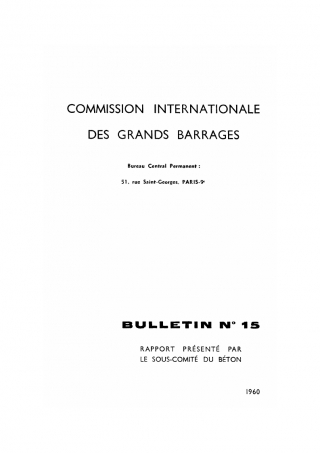 COMMISSION INTERNATIONALE
DES GRANDS BARRAGES
Bureau Central Permanent :
51, rue Saint-Georges, PARIS-9e
BULLETIN N° 15
RAPPORT PRÉSENTÉ PAR
LE SOUS-COMITÉ DU BÉTON
1960